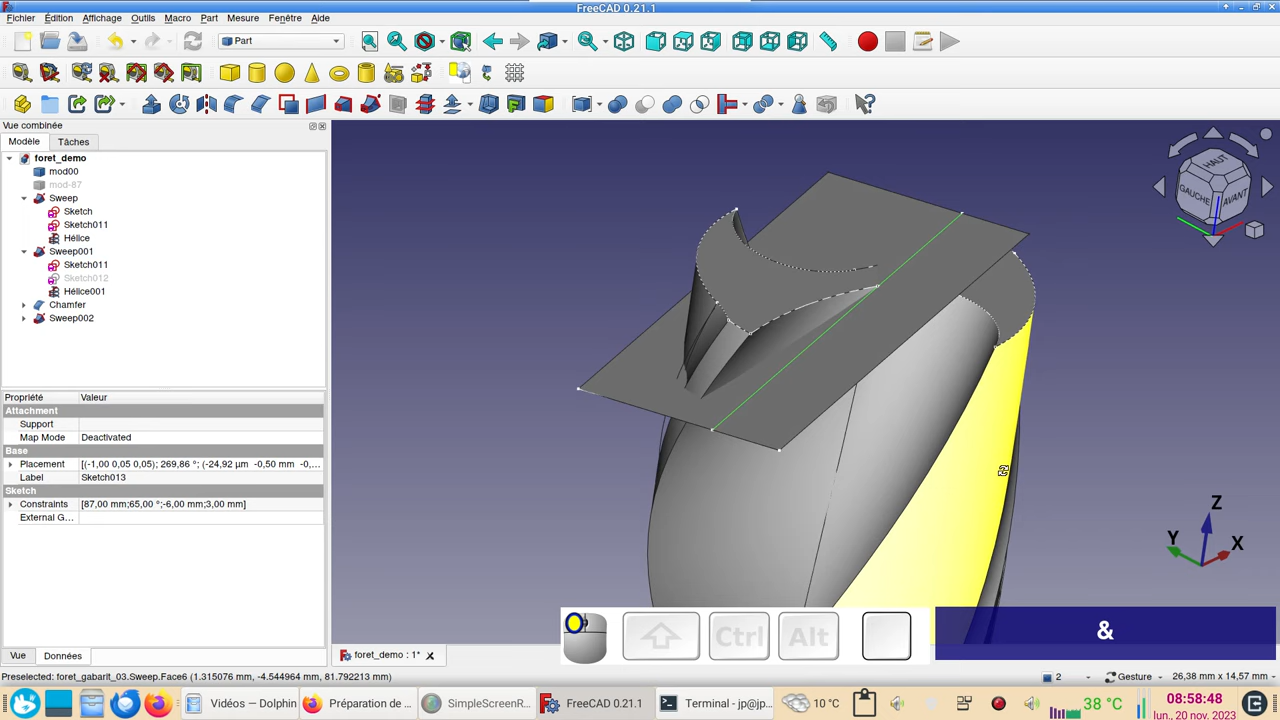 FreeCAD 0.21.1
Fichier Édition Affichage Outils Macro Part Mesure Fenêtre Aide
Part
Vue combinée
Modèle Tâches
foret_demo
mod00
mod-87
Sweep
Sketch
Sketch011
Hélice
Sweep001
Sketch011
Sketch012
Hélice001
Chamfer
Sweep002
Propriété Valeur
Attachment
Support
Map Mode Deactivated
Base
Placement [(-1,00 0,05 0,05); 269,86 °; (-24,92 µm -0,50 mm -0,...
Label Sketch013
Sketch
Constraints [87,00 mm;65,00 °;-6,00 mm;3,00 mm]
External G...
Vue Données
HAUT
GAUCHE AVANT
Z
Y X
Ctrl Alt
&
foret_demo : 1*
Preselected: foret_gabarit_03.Sweep.Face6 (1.315076 mm, -4.544964 mm, 81.792213 mm)
2 Gesture 26,38 mm x 14,57 mm
Vidéos — Dolphin
Préparation de ...
SimpleScreenR...
FreeCAD 0.21.1
Terminal - jp@jp...
10 °C
38 °C
08:58:48
lun., 20 nov. 2023